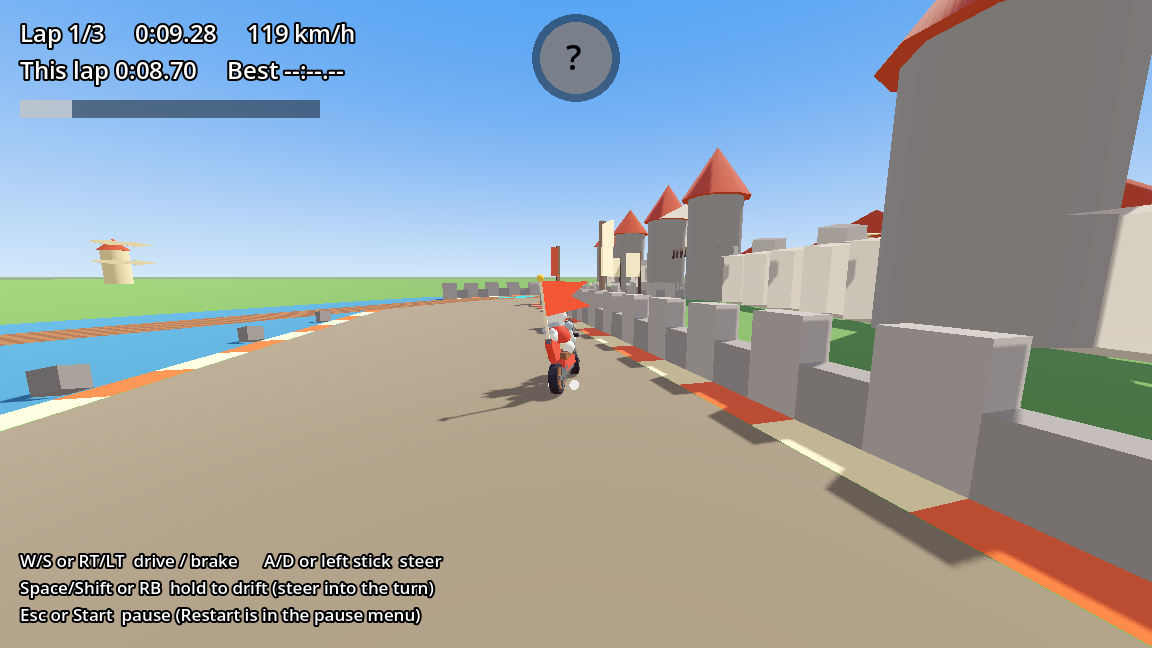 Lap 1/3 0:09.28 119 km/h
This lap 0:08.70 Best --:--.--
?
W/S or RT/LT drive / brake A/D or left stick steer
Space/Shift or RB hold to drift (steer into the turn)
Esc or Start pause (Restart is in the pause menu)